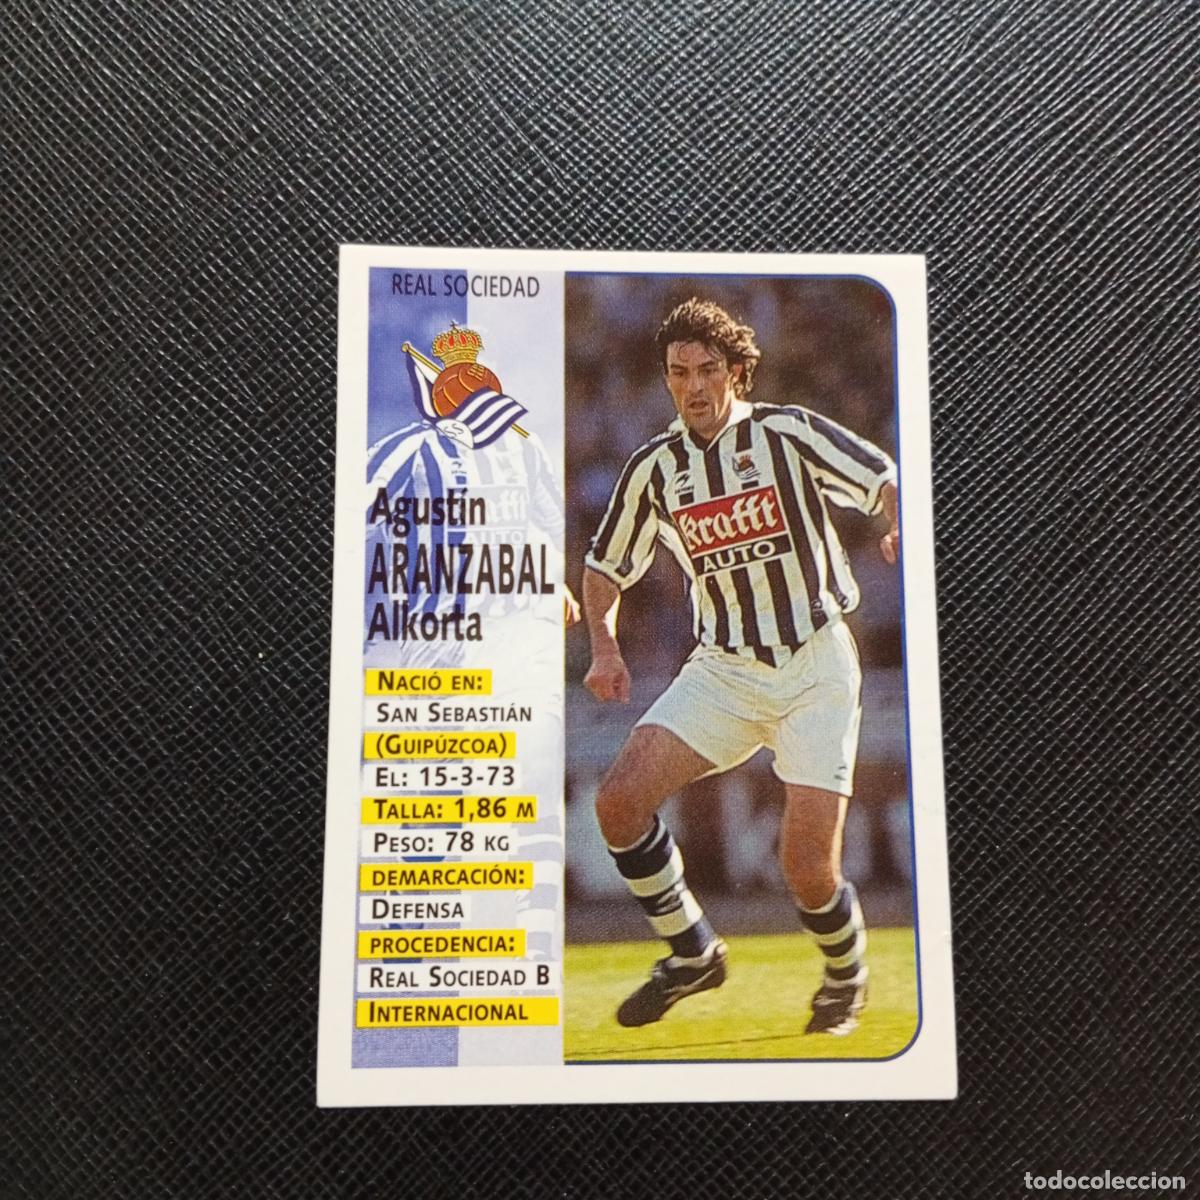 REAL SOCIEDAD
Agustín
ARANZABAL
Alkorta
NACIÓ EN:
SAN SEBASTIÁN
(GUIPÚZCOA)
EL: 15-3-73
TALLA: 1,86 M
PESO: 78 KG
DEMARCACIÓN:
DEFENSA
PROCEDENCIA:
REAL SOCIEDAD B
INTERNACIONAL
krafft
AUTO
todocoleccion